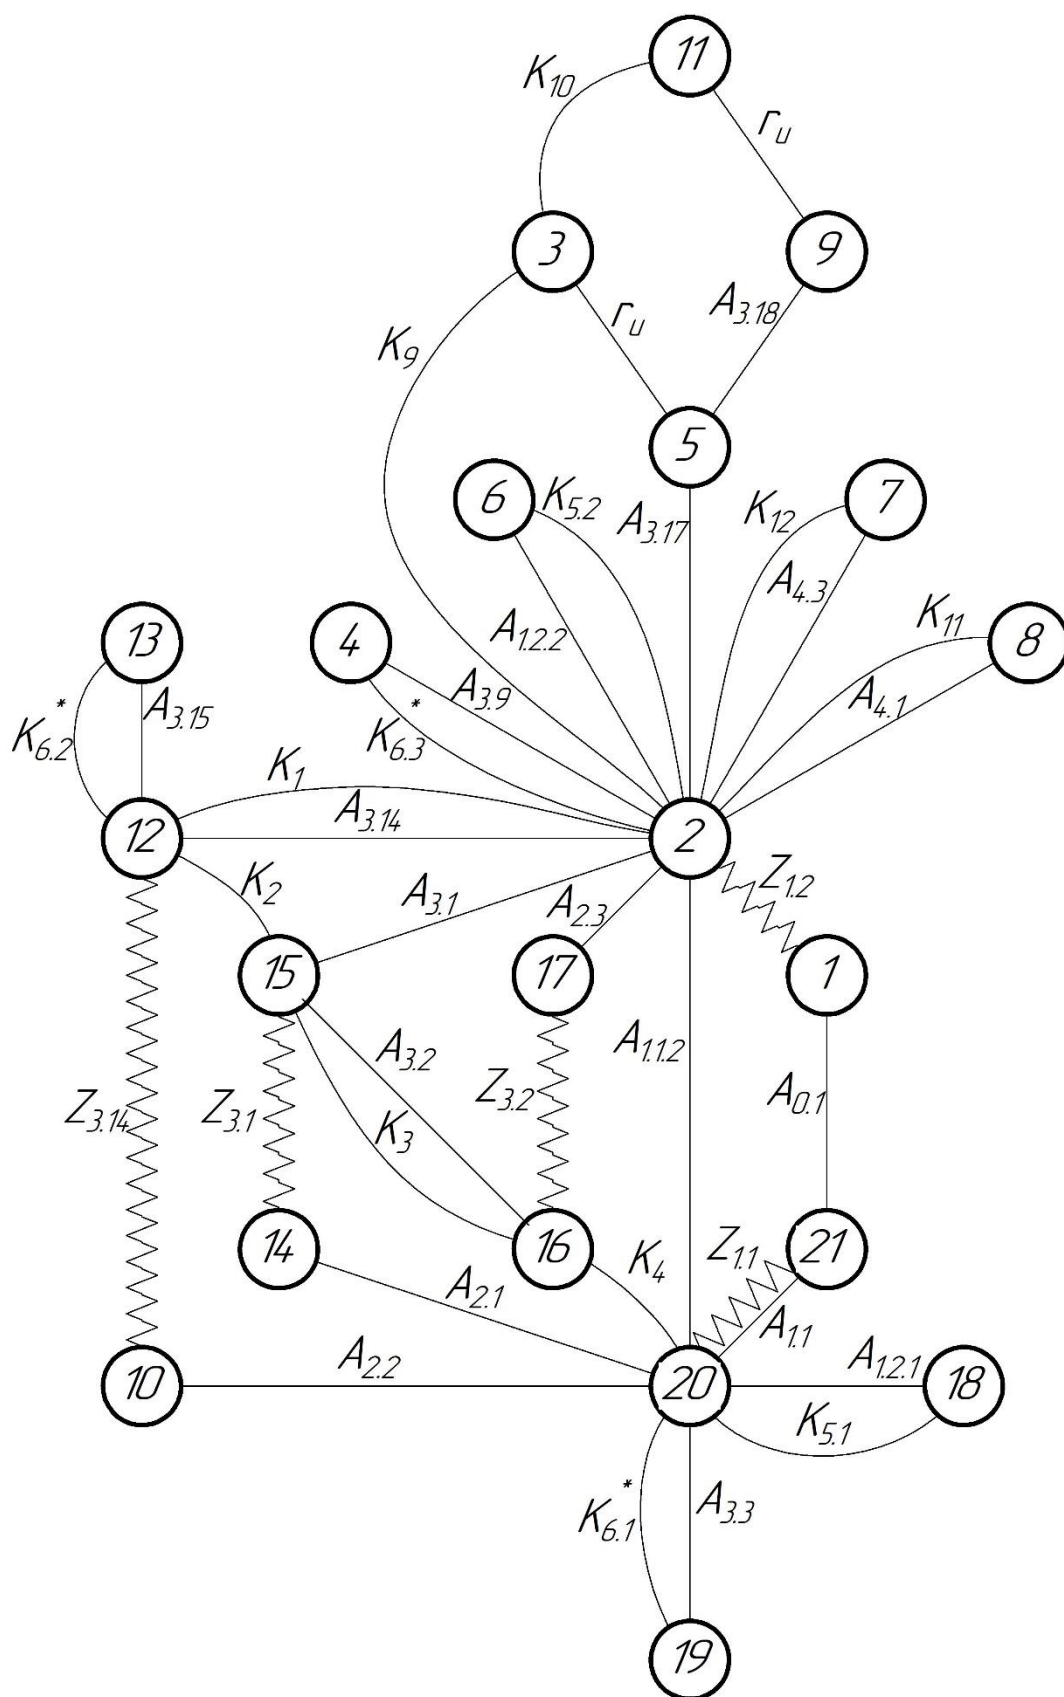 11
K10
rи
3
9
rи
A3.18
K9
5
6
K5.2
A3.17
K12
7
A4.3
A1.2.2
K11
8
13
4
A3.9
A4.1
K6.2*
A3.15
K6.3*
K1
A3.14
12
2
K2
A3.1
A2.3
Z1.2
15
17
1
A3.2
A1.1.2
Z3.14
Z3.1
K3
Z3.2
A0.1
14
16
K4
Z1.1
21
A2.1
A1.1
A2.2
A1.2.1
10
20
18
K5.1
K6.1*
A3.3
19